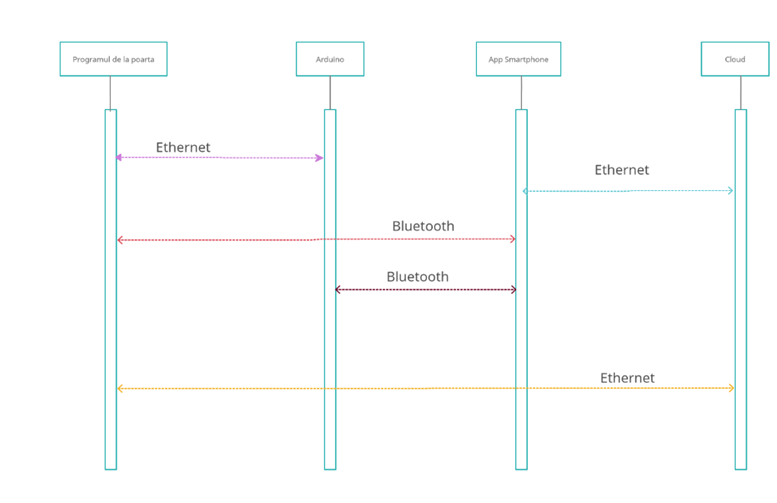 Programul de la poarta
Arduino
App Smartphone
Cloud
Ethernet
Ethernet
Bluetooth
Bluetooth
Ethernet